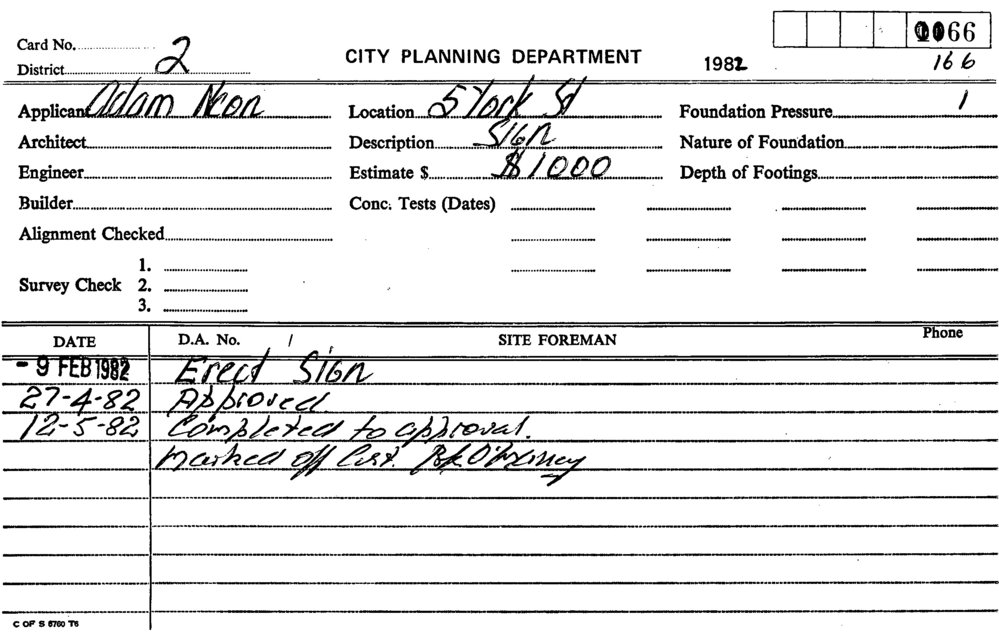 0066
Card No.
2
CITY PLANNING DEPARTMENT
1982
166
District
Applicant Adam Neon
Location 5 York St
Foundation Pressure
Architect
Description SIGN
Nature of Foundation
Engineer
Estimate $ $1000
Depth of Footings
Builder
Conc. Tests (Dates)
Alignment Checked
1.
Survey Check 2.
3.
DATE
D.A. No.
SITE FOREMAN
Phone
- 9 FEB 1982 Erect Sign
27-4-82 Approved.
12-5-82 Completed to approval.
marked off
C OF S 5760 T6